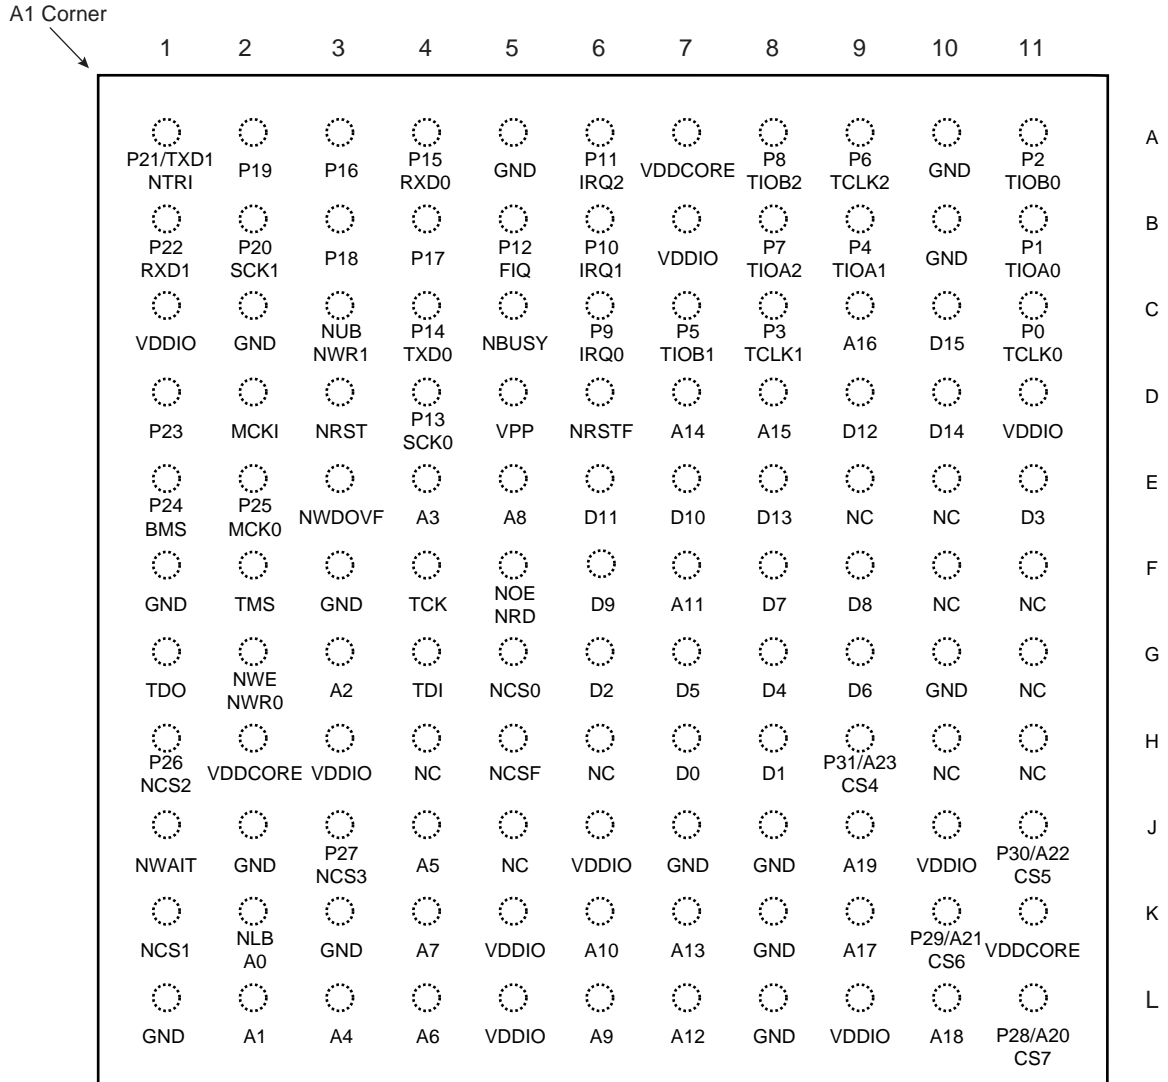 A1 Corner
1 2 3 4 5 6 7 8 9 10 11
A
P21/TXD1 P19 P16 P15 GND P11 VDDCORE P8 P6 GND P2
NTRI RXD0 IRQ2 TIOB2 TCLK2 TIOB0
B
P22 P20 P18 P17 P12 P10 VDDIO P7 P4 GND P1
RXD1 SCK1 FIQ IRQ1 TIOA2 TIOA1 TIOA0
C
VDDIO GND NUB P14 NBUSY P9 P5 P3 A16 D15 P0
NWR1 TXD0 IRQ0 TIOB1 TCLK1 TCLK0
D
P23 MCKI NRST P13 VPP NRSTF A14 A15 D12 D14 VDDIO
SCK0
E
P24 P25 NWDOVF A3 A8 D11 D10 D13 NC NC D3
BMS MCK0
F
GND TMS GND TCK NOE D9 A11 D7 D8 NC NC
NRD
G
TDO NWE A2 TDI NCS0 D2 D5 D4 D6 GND NC
NWR0
H
P26 VDDCORE VDDIO NC NCSF NC D0 D1 P31/A23 NC NC
NCS2 CS4
J
NWAIT GND P27 A5 NC VDDIO GND GND A19 VDDIO P30/A22
NCS3 CS5
K
NCS1 NLB GND A7 VDDIO A10 A13 GND A17 P29/A21 VDDCORE
A0 CS6
L
GND A1 A4 A6 VDDIO A9 A12 GND VDDIO A18 P28/A20
CS7